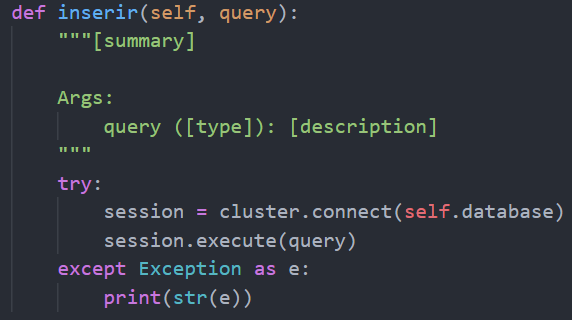 def inserir(self, query):
    """[summary]

    Args:
        query ([type]): [description]
    """
    try:
        session = cluster.connect(self.database)
        session.execute(query)
    except Exception as e:
        print(str(e))